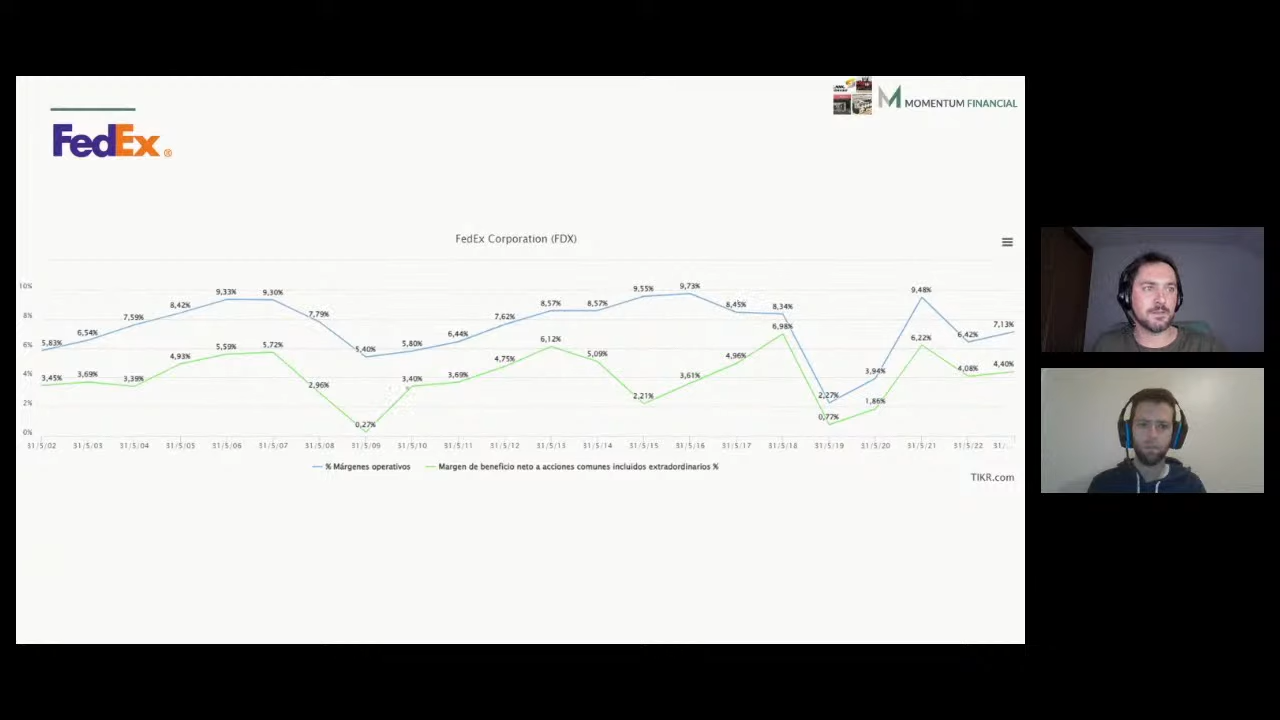 MOMENTUM FINANCIAL
FedEx®
FedEx Corporation (FDX)
10%
8%
6%
4%
2%
0%
5,83% 6,54% 7,59% 8,42% 9,33% 9,30% 7,79% 5,40% 5,80% 6,44% 7,62% 8,57% 8,57% 9,55% 9,73% 8,45% 8,34% 2,27% 3,94% 9,48% 6,42% 7,13%
3,45% 3,69% 3,39% 4,93% 5,59% 5,72% 2,96% 0,27% 3,40% 3,69% 4,75% 6,12% 5,09% 2,21% 3,61% 4,96% 6,98% 0,77% 1,86% 6,22% 4,08% 4,40%
31/5/02 31/5/03 31/5/04 31/5/05 31/5/06 31/5/07 31/5/08 31/5/09 31/5/10 31/5/11 31/5/12 31/5/13 31/5/14 31/5/15 31/5/16 31/5/17 31/5/18 31/5/19 31/5/20 31/5/21 31/5/22 31/...
% Márgenes operativos Margen de beneficio neto a acciones comunes incluidos extradordinarios %
TIKR.com